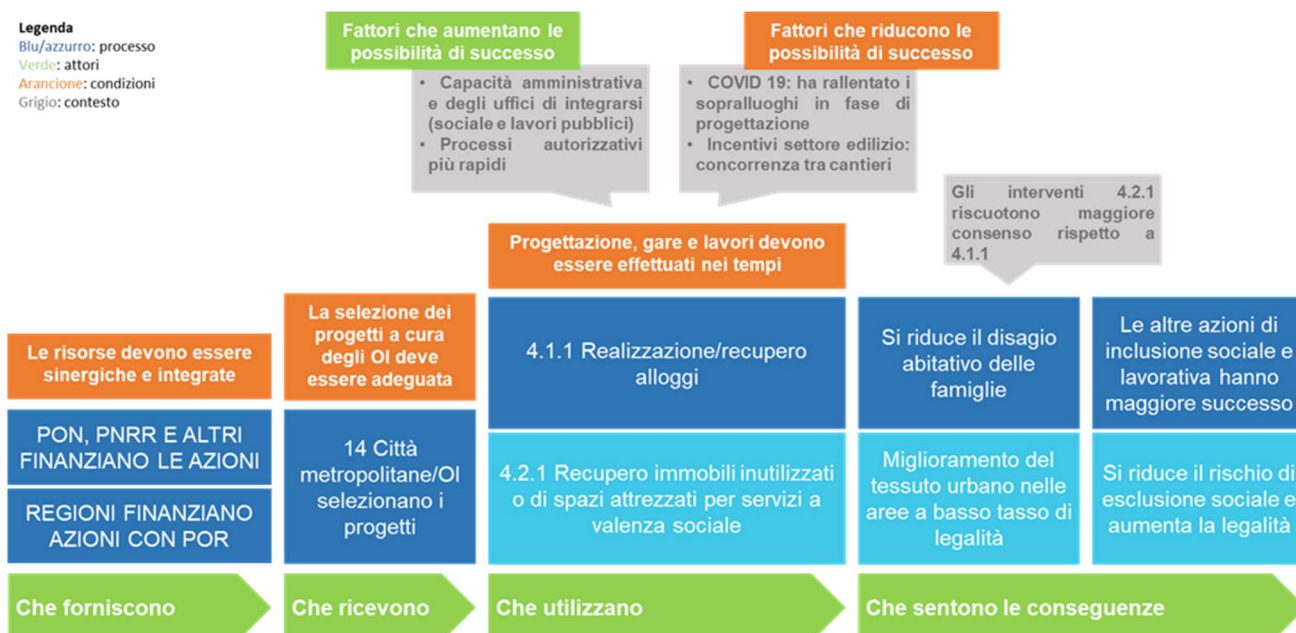 Legenda
Blu/azzurro: processo
Verde: attori
Arancione: condizioni
Grigio: contesto
Fattori che aumentano le
possibilità di successo
• Capacità amministrativa
e degli uffici di integrarsi
(sociale e lavori pubblici)
• Processi autorizzativi
più rapidi
Fattori che riducono le
possibilità di successo
• COVID 19: ha rallentato i
sopralluoghi in fase di
progettazione
• Incentivi settore edilizio:
concorrenza tra cantieri
Gli interventi 4.2.1
riscuotono maggiore
consenso rispetto a
4.1.1
Le risorse devono essere
sinergiche e integrate
PON, PNRR E ALTRI
FINANZIANO LE AZIONI
REGIONI FINANZIANO
AZIONI CON POR
La selezione dei
progetti a cura
degli OI deve
essere adeguata
14 Città
metropolitane/OI
selezionano i
progetti
Progettazione, gare e lavori devono
essere effettuati nei tempi
4.1.1 Realizzazione/recupero
alloggi
4.2.1 Recupero immobili inutilizzati
o di spazi attrezzati per servizi a
valenza sociale
Si riduce il disagio
abitativo delle
famiglie
Miglioramento del
tessuto urbano nelle
aree a basso tasso di
legalità
Le altre azioni di
inclusione sociale e
lavorativa hanno
maggiore successo
Si riduce il rischio di
esclusione sociale e
aumenta la legalità
Che forniscono
Che ricevono
Che utilizzano
Che sentono le conseguenze